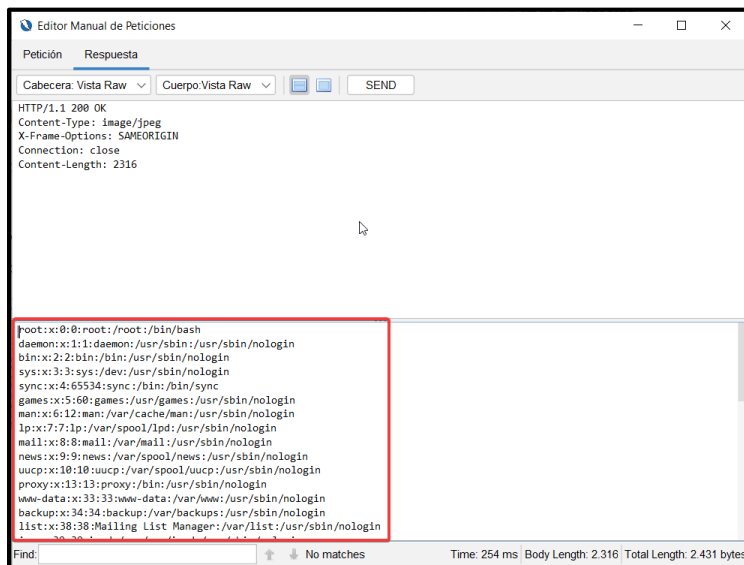 Editor Manual de Peticiones
Petición Respuesta
Cabecera: Vista Raw Cuerpo:Vista Raw SEND
HTTP/1.1 200 OK
Content-Type: image/jpeg
X-Frame-Options: SAMEORIGIN
Connection: close
Content-Length: 2316
root:x:0:0:root:/root:/bin/bash
daemon:x:1:1:daemon:/usr/sbin:/usr/sbin/nologin
bin:x:2:2:bin:/bin:/usr/sbin/nologin
sys:x:3:3:sys:/dev:/usr/sbin/nologin
sync:x:4:65534:sync:/bin:/bin/sync
games:x:5:60:games:/usr/games:/usr/sbin/nologin
man:x:6:12:man:/var/cache/man:/usr/sbin/nologin
lp:x:7:7:lp:/var/spool/lpd:/usr/sbin/nologin
mail:x:8:8:mail:/var/mail:/usr/sbin/nologin
news:x:9:9:news:/var/spool/news:/usr/sbin/nologin
uucp:x:10:10:uucp:/var/spool/uucp:/usr/sbin/nologin
proxy:x:13:13:proxy:/bin:/usr/sbin/nologin
www-data:x:33:33:www-data:/var/www:/usr/sbin/nologin
backup:x:34:34:backup:/var/backups:/usr/sbin/nologin
list:x:38:38:Mailing List Manager:/var/list:/usr/sbin/nologin
Find: No matches Time: 254 ms Body Length: 2.316 Total Length: 2.431 bytes